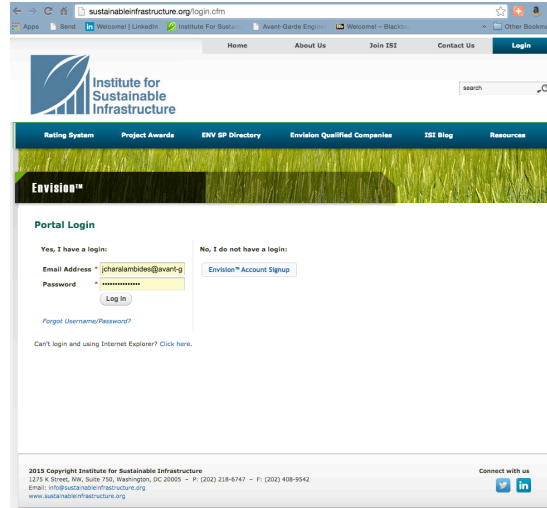 sustainableinfrastructure.org/login.cfm
Apps Send Welcome! | LinkedIn Institute For Sustain Avant-Garde Engine Welcome! – Blackb » Other Bookma
Home About Us Join ISI Contact Us Login
Institute for
Sustainable
Infrastructure
search
Rating System Project Awards ENV SP Directory Envision Qualified Companies ISI Blog Resources
Envision™
Portal Login
Yes, I have a login: No, I do not have a login:
Email Address * jcharalambides@avant-g Envision™ Account Signup
Password * •••••••••••••••
Log In
Forgot Username/Password?
Can't login and using Internet Explorer? Click here.
2015 Copyright Institute for Sustainable Infrastructure Connect with us
1275 K Street, NW, Suite 750, Washington, DC 20005 – P: (202) 218-6747 – F: (202) 408-9542
Email: info@sustainableinfrastructure.org
www.sustainableinfrastructure.org